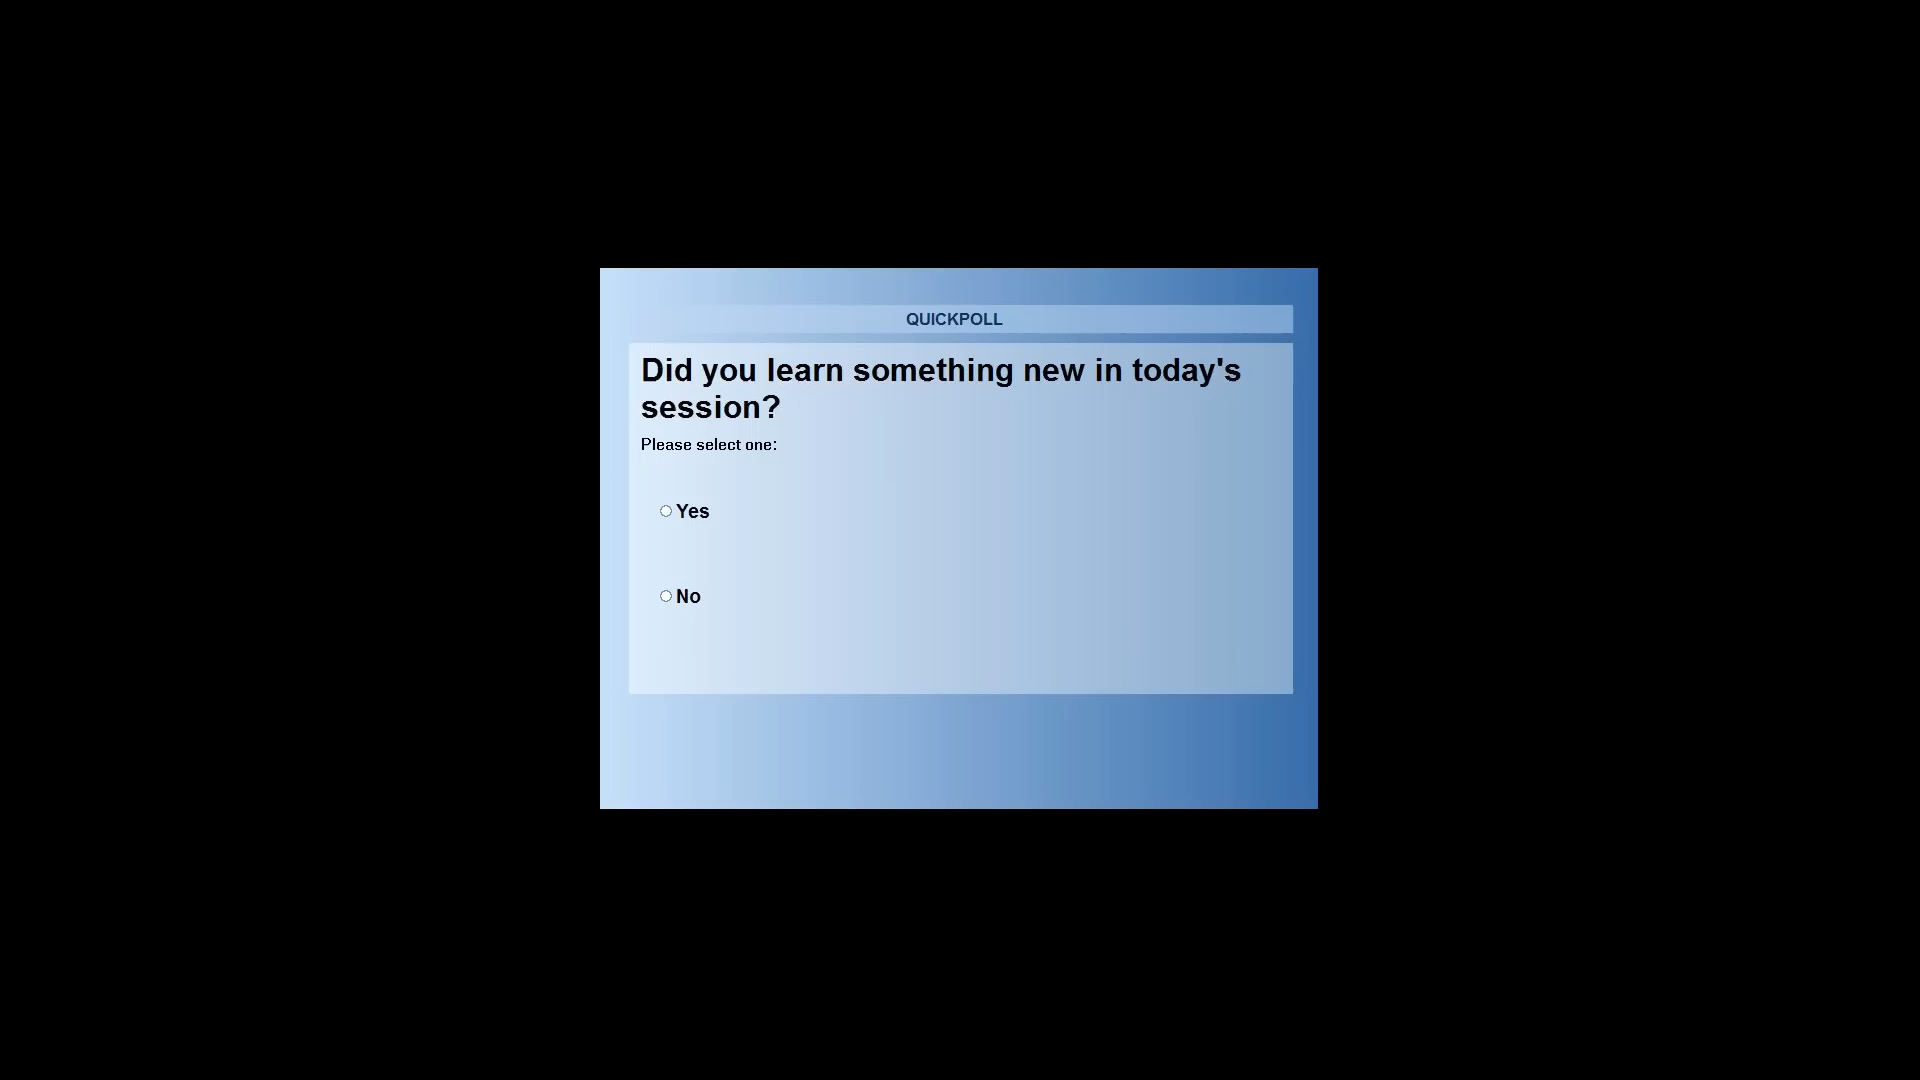 QUICKPOLL
Did you learn something new in today's
session?
Please select one:
Yes
No